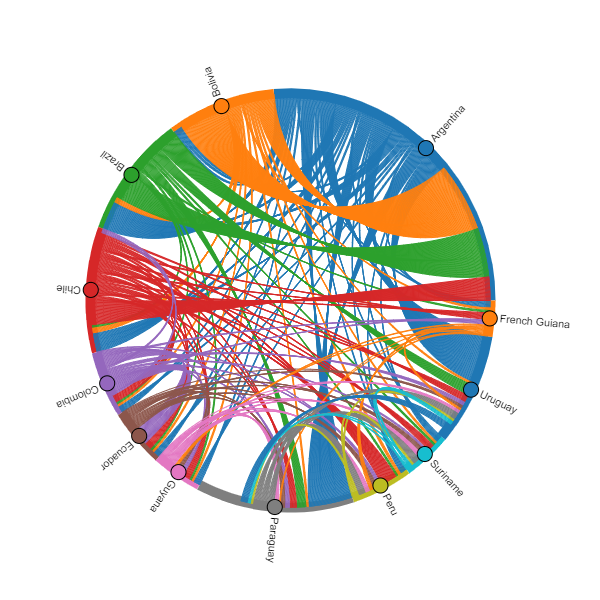 Argentina
Bolivia
Brazil
Chile
Colombia
Ecuador
Guyana
Paraguay
Peru
Suriname
Uruguay
French Guiana